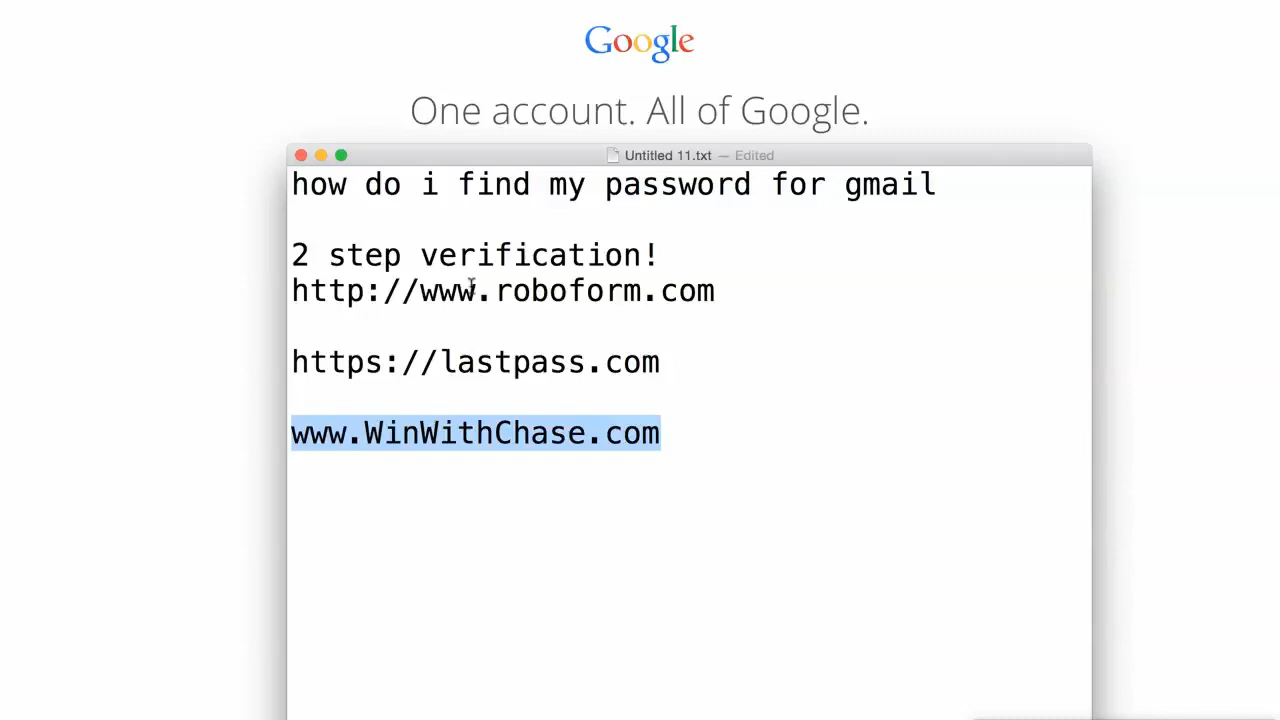 Google
One account. All of Google.
Untitled 11.txt — Edited
how do i find my password for gmail
2 step verification!
http://www.roboform.com
https://lastpass.com
www.WinWithChase.com